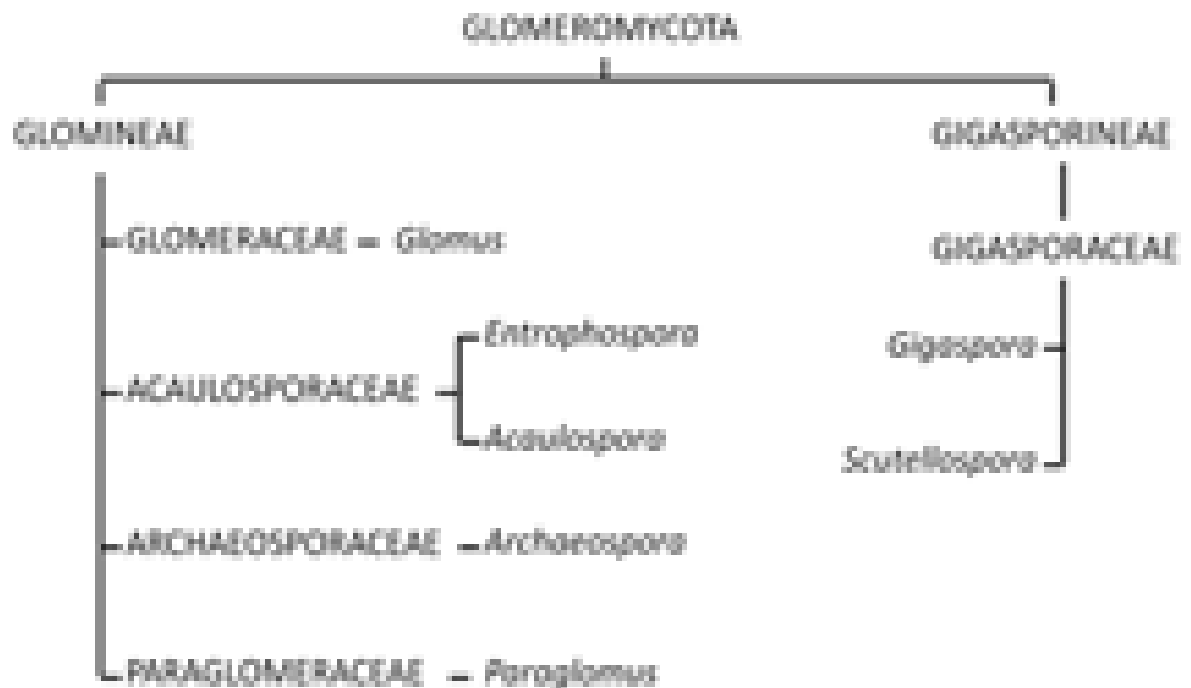 GLOMEROMYCOTA
GLOMINEAE GIGASPORINEAE
GLOMERACEAE – Glomus GIGASPORACEAE
Entrophospora Gigaspora
ACAULOSPORACEAE
Acaulospora Scutellospora
ARCHAEOSPORACEAE – Archaeospora
PARAGLOMERACEAE – Paraglomus